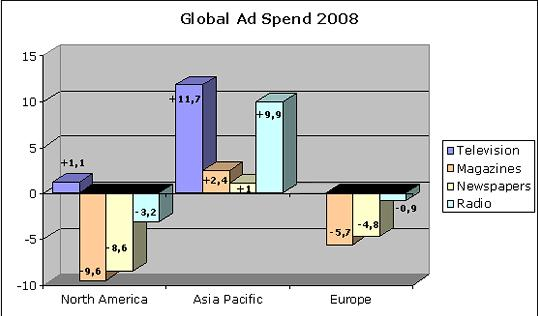 Global Ad Spend 2008
15
10
5
0
-5
-10
+1,1
-9,6
-8,6
-3,2
+11,7
+2,4
+1
+9,9
-5,7
-4,8
-0,9
North America
Asia Pacific
Europe
Television
Magazines
Newspapers
Radio